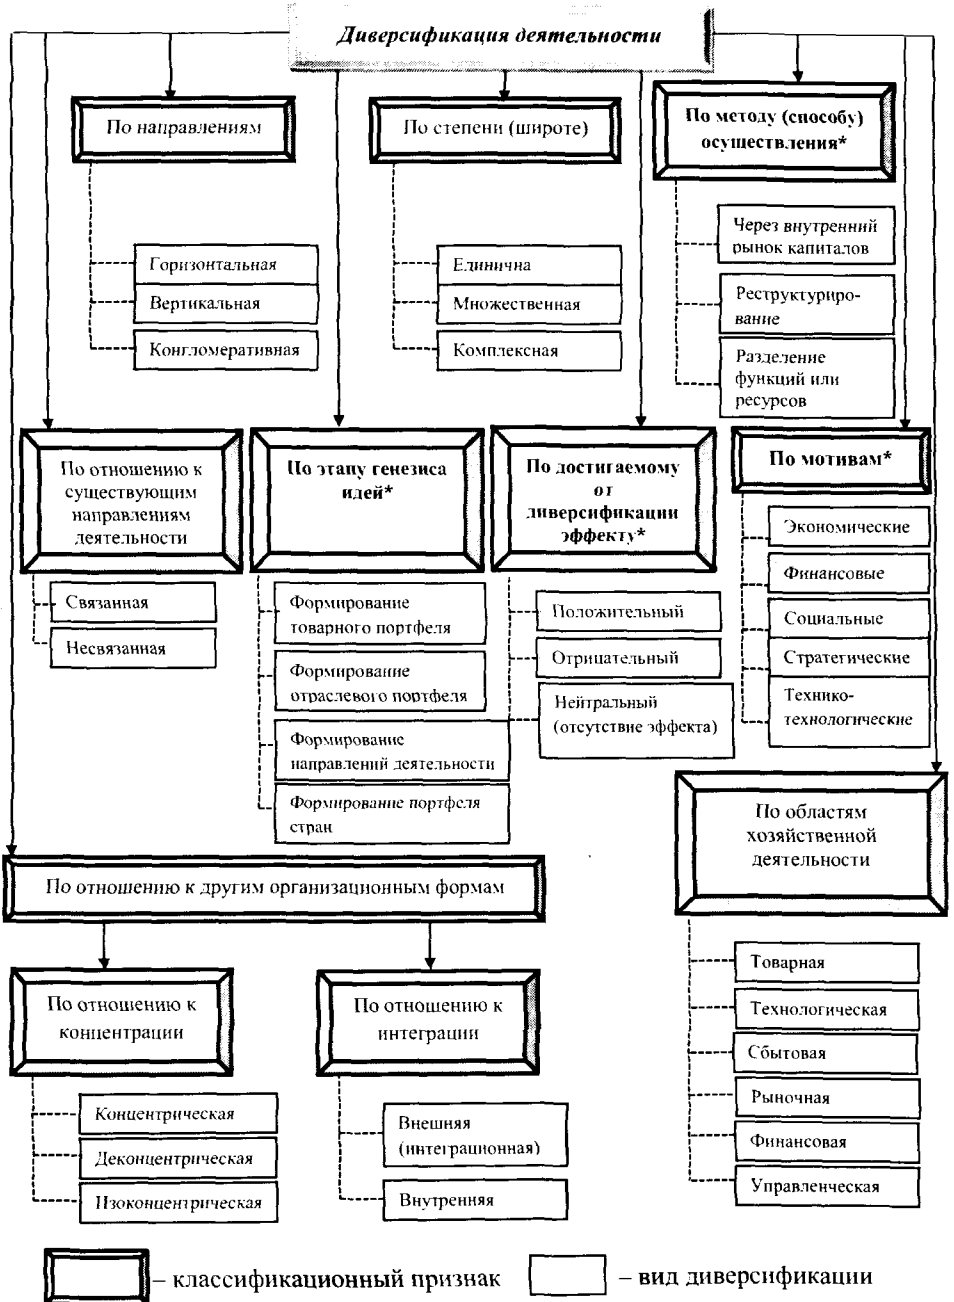 Диверсификация деятельности
По направлениям
Горизонтальная
Вертикальная
Конгломеративная
По степени (широте)
Единична
Множественная
Комплексная
По методу (способу)
осуществления*
Через внутренний
рынок капиталов
Реструктуриро-
вание
Разделение
функций или
ресурсов
По отношению к
существующим
направлениям
деятельности
Связанная
Несвязанная
По этапу генезиса
идей*
Формирование
товарного портфеля
Формирование
отраслевого портфеля
Формирование
направлений деятельности
Формирование портфеля
стран
По достигаемому
от
диверсификации
эффекту*
Положительный
Отрицательный
Нейтральный
(отсутствие эффекта)
По мотивам*
Экономические
Финансовые
Социальные
Стратегические
Технико-
технологические
По отношению к другим организационным формам
По отношению к
концентрации
Концентрическая
Деконцентрическая
Изоконцентрическая
По отношению к
интеграции
Внешняя
(интеграционная)
Внутренняя
По областям
хозяйственной
деятельности
Товарная
Технологическая
Сбытовая
Рыночная
Финансовая
Управленческая
– классификационный признак
– вид диверсификации